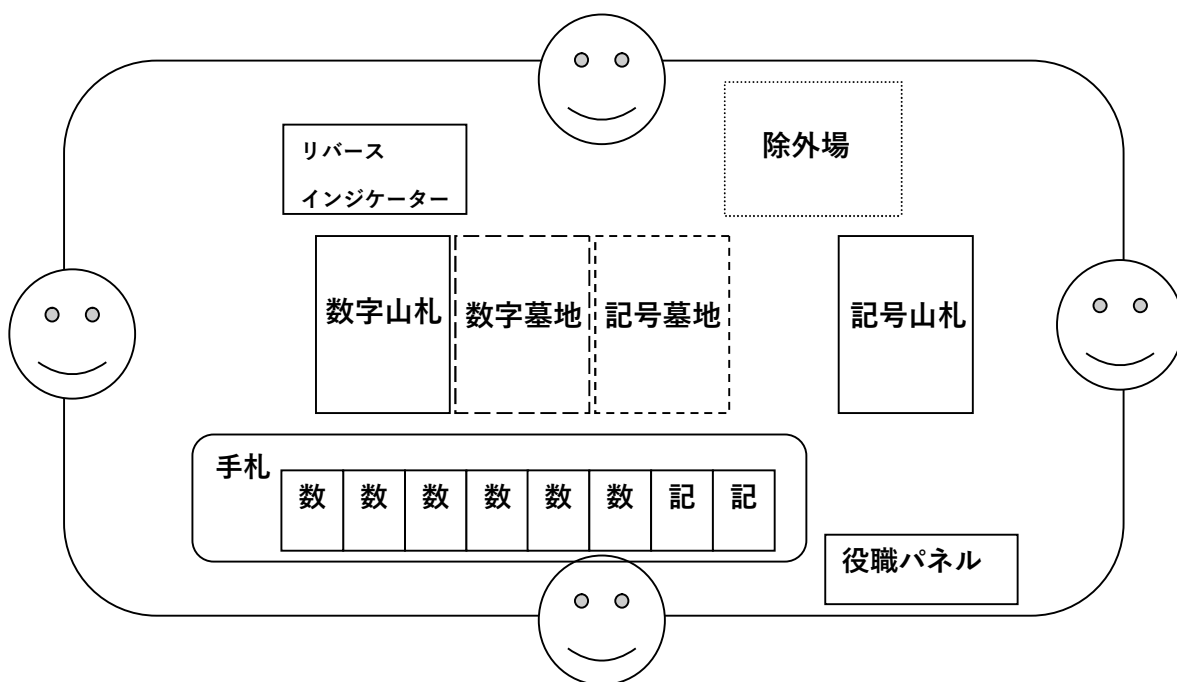 リバース
インジケーター
除外場
数字山札
数字墓地
記号墓地
記号山札
手札
数
数
数
数
数
数
記
記
役職パネル